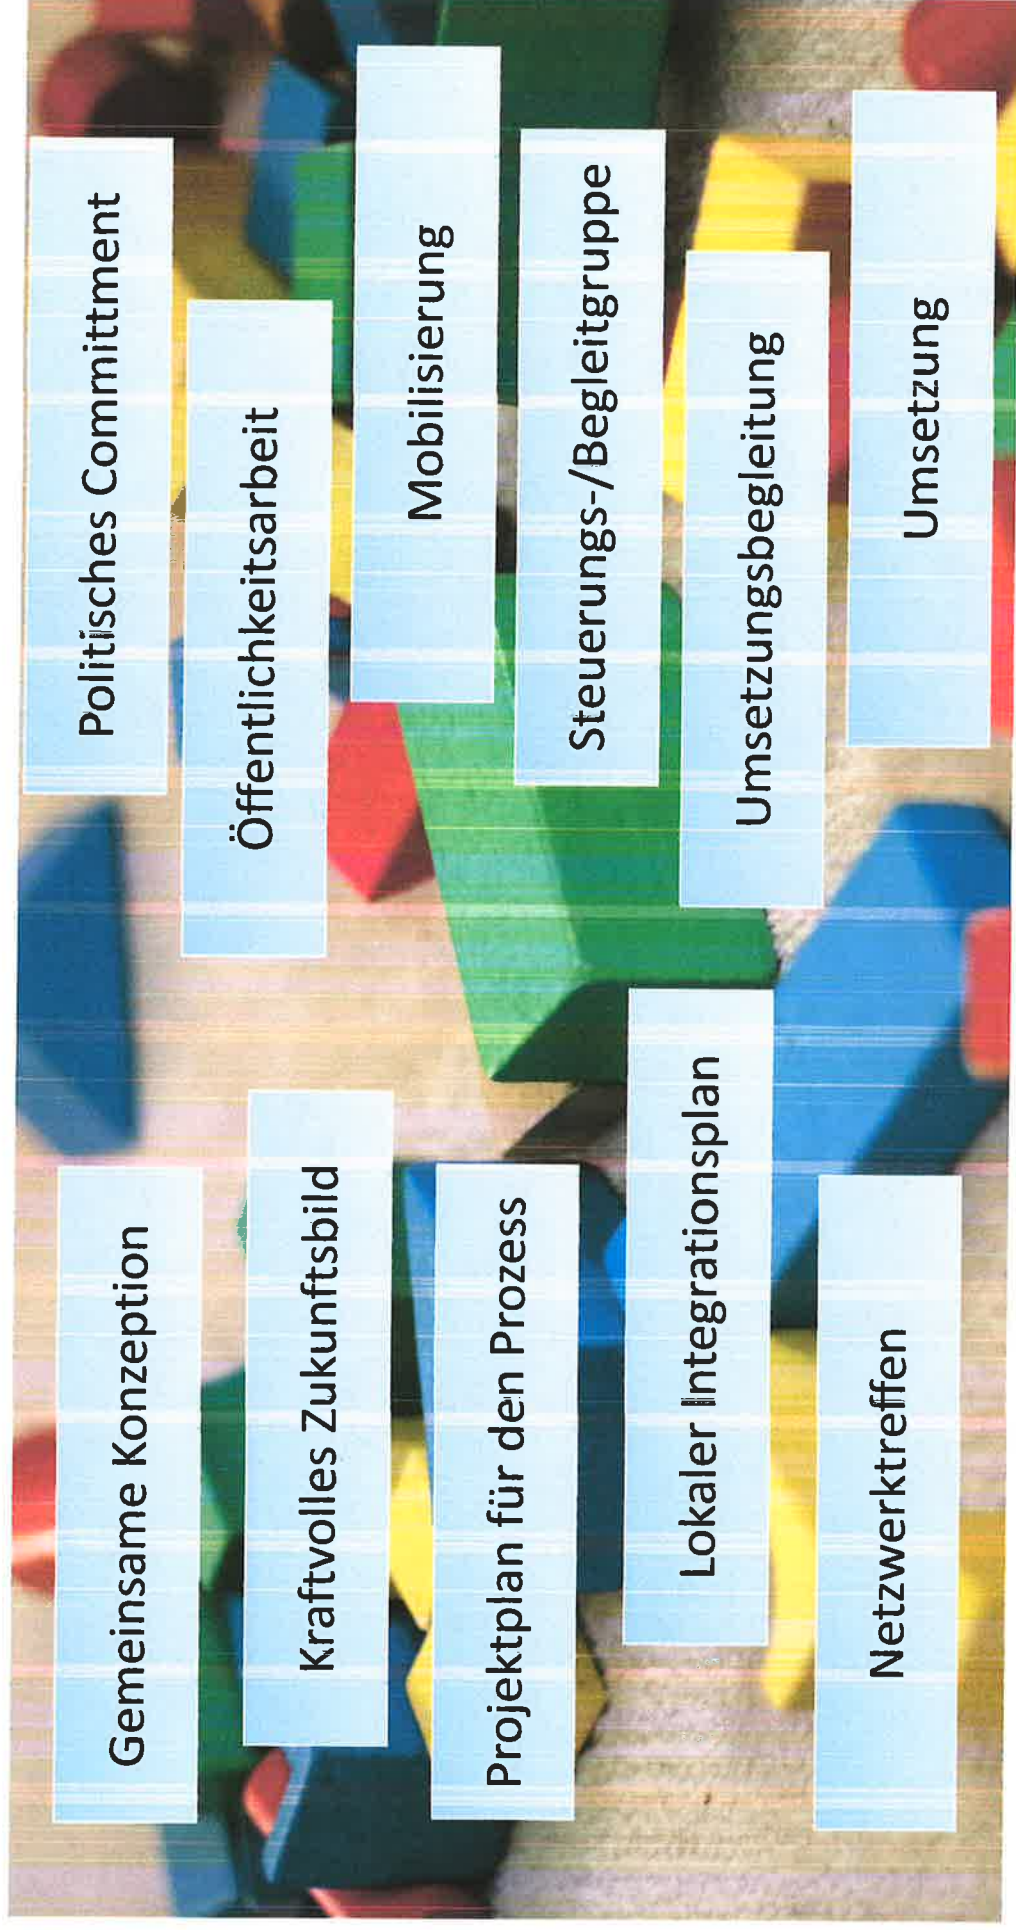 Gemeinsame Konzeption
Kraftvolles Zukunftsbild
Projektplan für den Prozess
Lokaler Integrationsplan
Netzwerktreffen
Politisches Committment
Öffentlichkeitsarbeit
Mobilisierung
Steuerungs-/Begleitgruppe
Umsetzungsbegleitung
Umsetzung